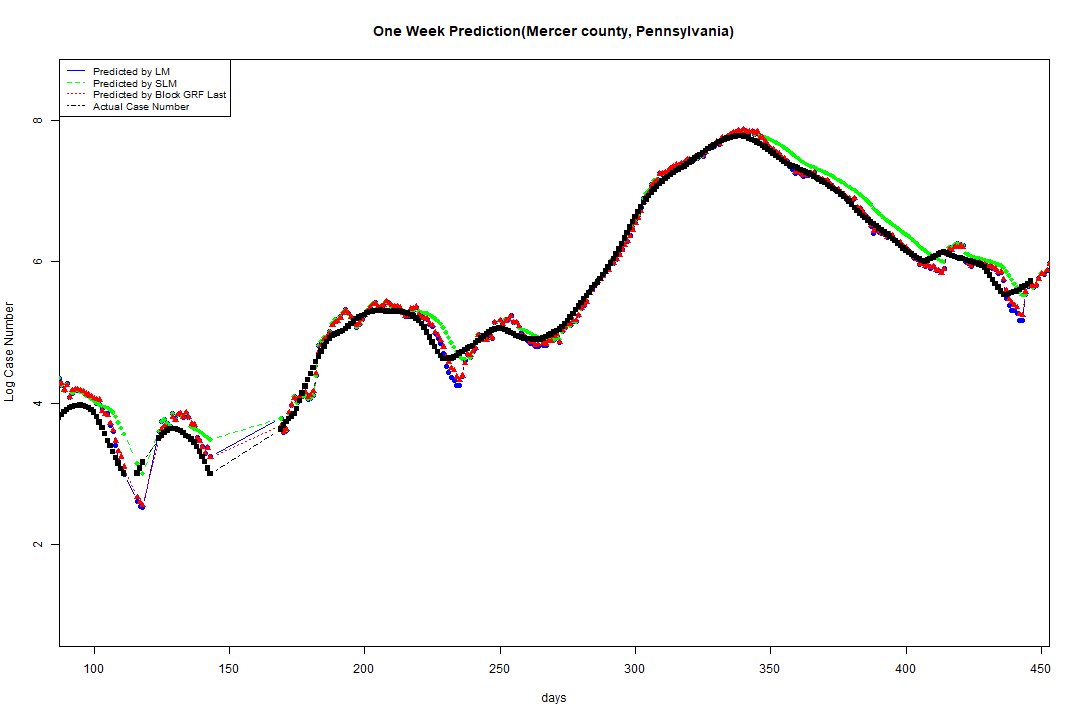 One Week Prediction(Mercer county, Pennsylvania)
Predicted by LM
Predicted by SLM
Predicted by Block GRF Last
Actual Case Number
8
6
4
2
Log Case Number
100 150 200 250 300 350 400 450
days